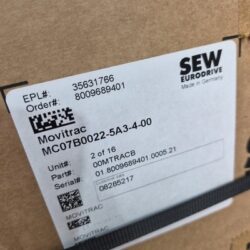 EPL#: 35631766
Order#: 8009689401
SEW
EURODRIVE
Made in Germany
Movitrac
MC07B0022-5A3-4-00
Unit#: 2 of 16
Part#: 00MTRACB
Serial#: 01.8009689401.0005.21
08285217
MOVITRAC
MOVITRAC